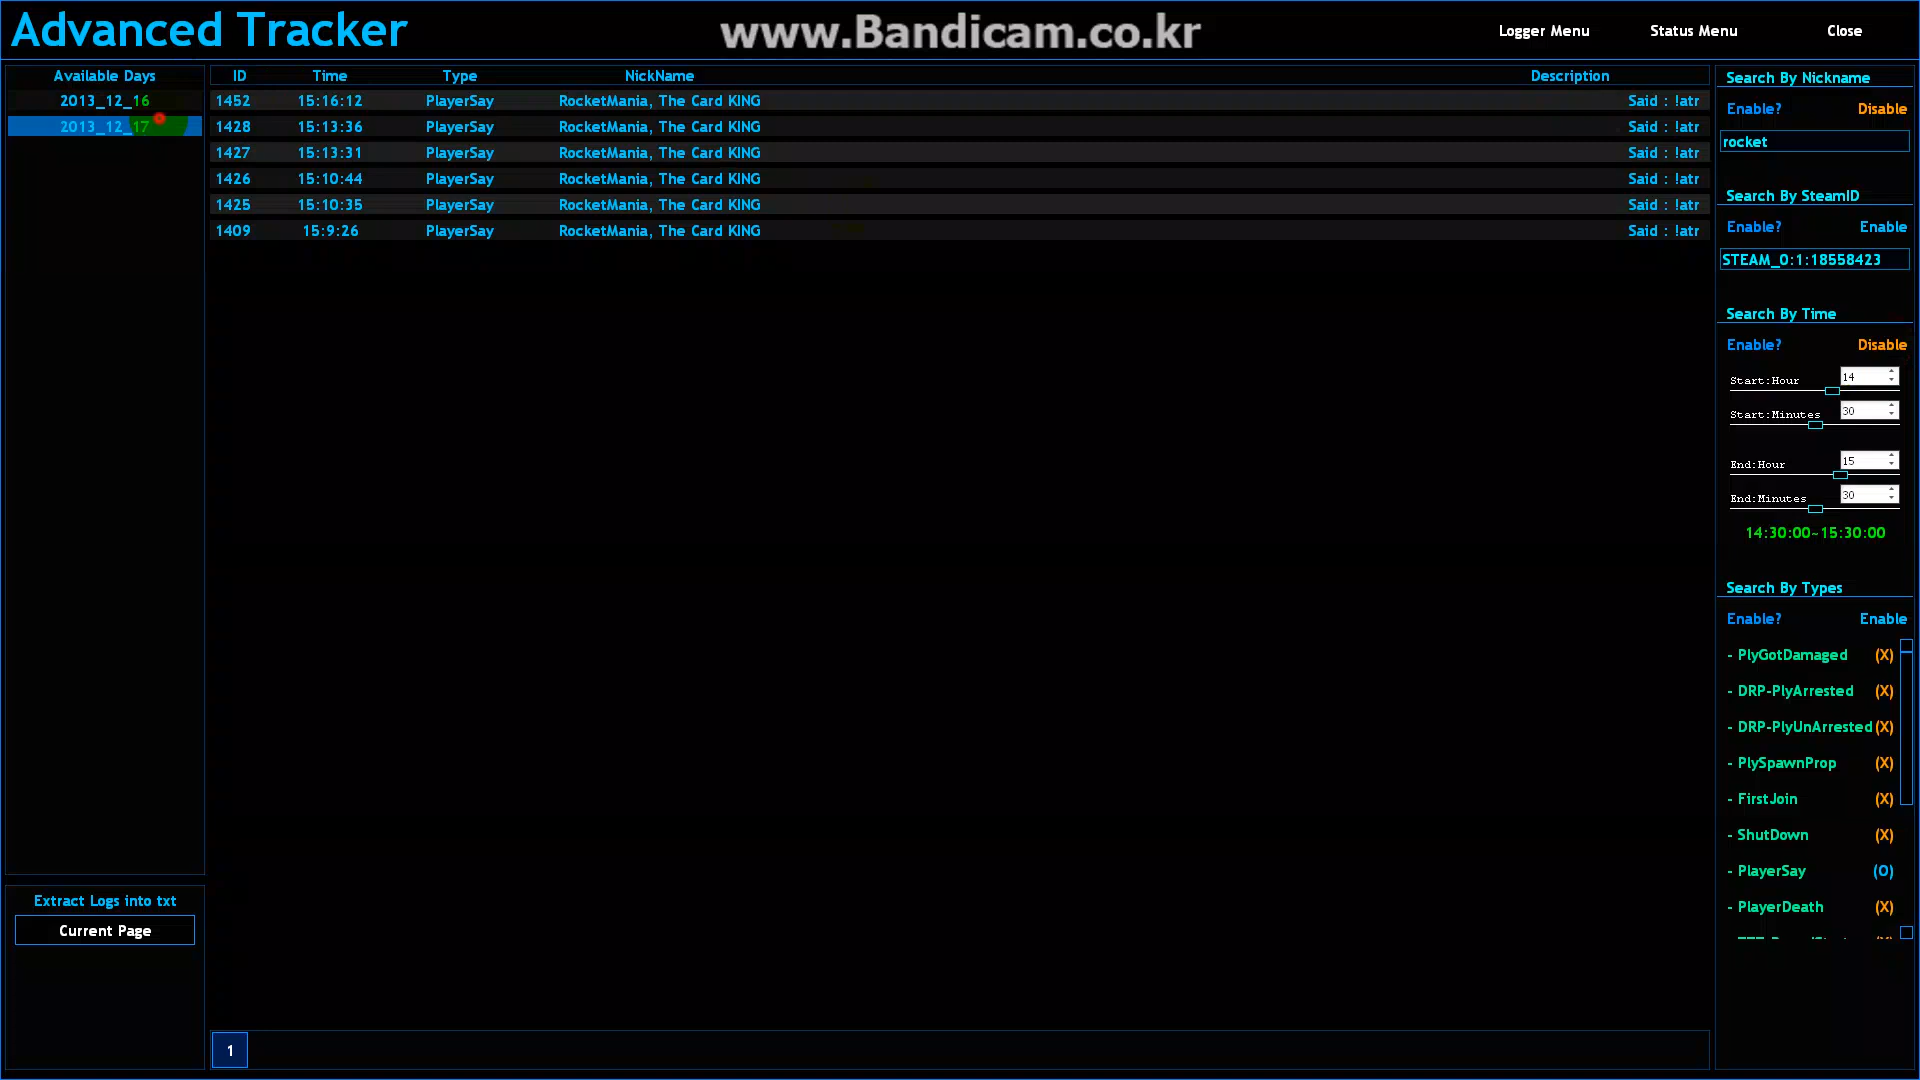 Advanced Tracker
www.Bandicam.co.kr
Logger Menu Status Menu Close
Available Days
2013_12_16
2013_12_17
ID Time Type NickName Description
1452 15:16:12 PlayerSay RocketMania, The Card KING Said : !atr
1428 15:13:36 PlayerSay RocketMania, The Card KING Said : !atr
1427 15:13:31 PlayerSay RocketMania, The Card KING Said : !atr
1426 15:10:44 PlayerSay RocketMania, The Card KING Said : !atr
1425 15:10:35 PlayerSay RocketMania, The Card KING Said : !atr
1409 15:9:26 PlayerSay RocketMania, The Card KING Said : !atr
Search By Nickname
Enable? Disable
rocket
Search By SteamID
Enable? Enable
STEAM_0:1:18558423
Search By Time
Enable? Disable
Start:Hour 14
Start:Minutes 30
End:Hour 15
End:Minutes 30
14:30:00~15:30:00
Search By Types
Enable? Enable
- PlyGotDamaged (X)
- DRP-PlyArrested (X)
- DRP-PlyUnArrested (X)
- PlySpawnProp (X)
- FirstJoin (X)
- ShutDown (X)
- PlayerSay (O)
- PlayerDeath (X)
Extract Logs into txt
Current Page
1